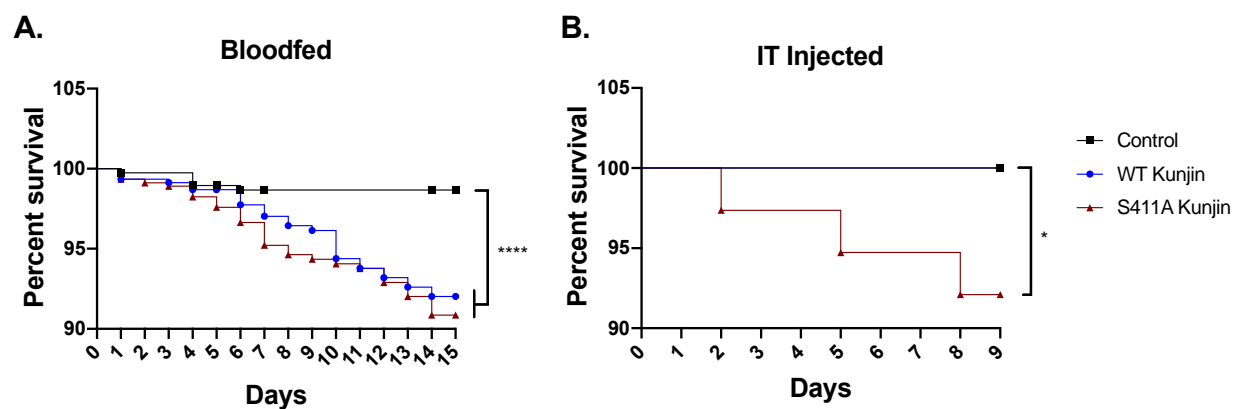 A.
Bloodfed
Percent survival
105
100
95
90
0 1 2 3 4 5 6 7 8 9 10 11 12 13 14 15
Days
****
B.
IT Injected
Percent survival
105
100
95
90
0 1 2 3 4 5 6 7 8 9
Days
*
Control
WT Kunjin
S411A Kunjin